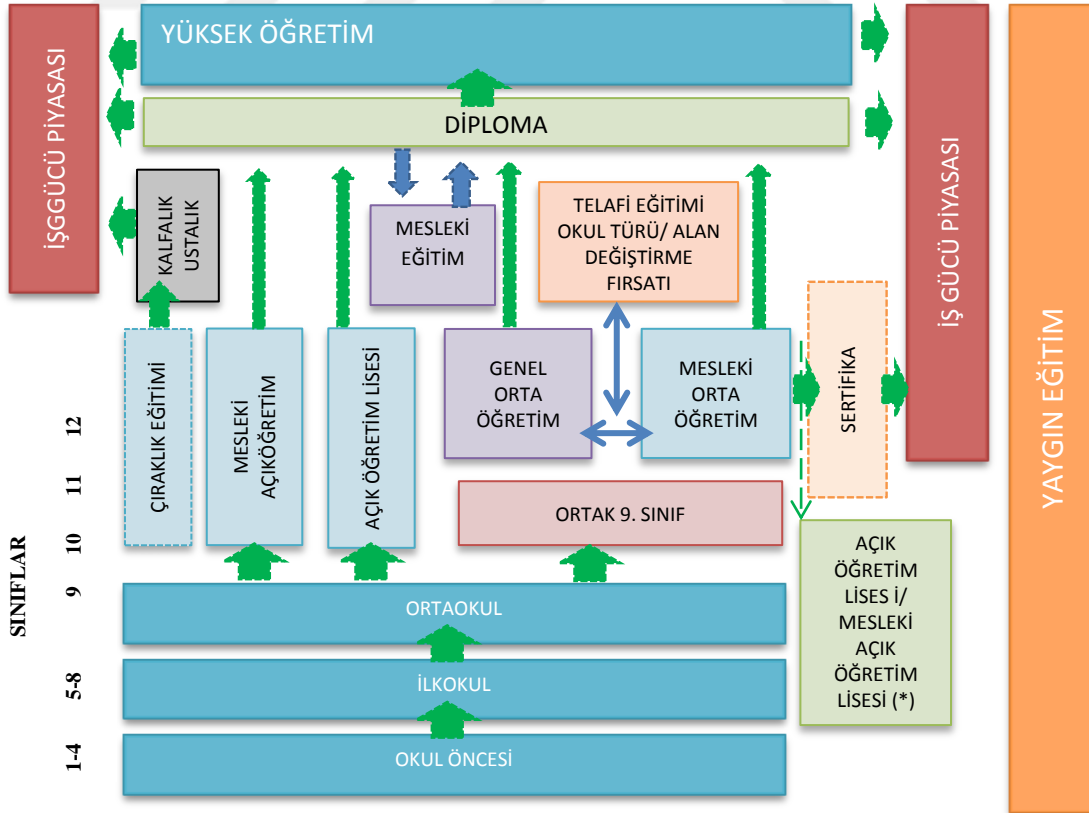 YÜKSEK ÖĞRETİM
DİPLOMA
İŞGGÜCÜ PİYASASI
İŞ GÜCÜ PİYASASI
YAYGIN EĞİTİM
KALFALIK
USTALIK
MESLEKİ
EĞİTİM
TELAFİ EĞİTİMİ
OKUL TÜRÜ/ ALAN
DEĞİŞTİRME
FIRSATI
ÇIRAKLIK EĞİTİMİ
MESLEKİ
AÇIKÖĞRETİM
AÇIK ÖĞRETİM LİSESİ
GENEL
ORTA
ÖĞRETİM
MESLEKİ
ORTA
ÖĞRETİM
SERTİFİKA
ORTAK 9. SINIF
AÇIK
ÖĞRETİM
LİSES İ/
MESLEKİ
AÇIK
ÖĞRETİM
LİSESİ (*)
ORTAOKUL
İLKOKUL
OKUL ÖNCESİ
SINIFLAR
12
11
10
9
5-8
1-4